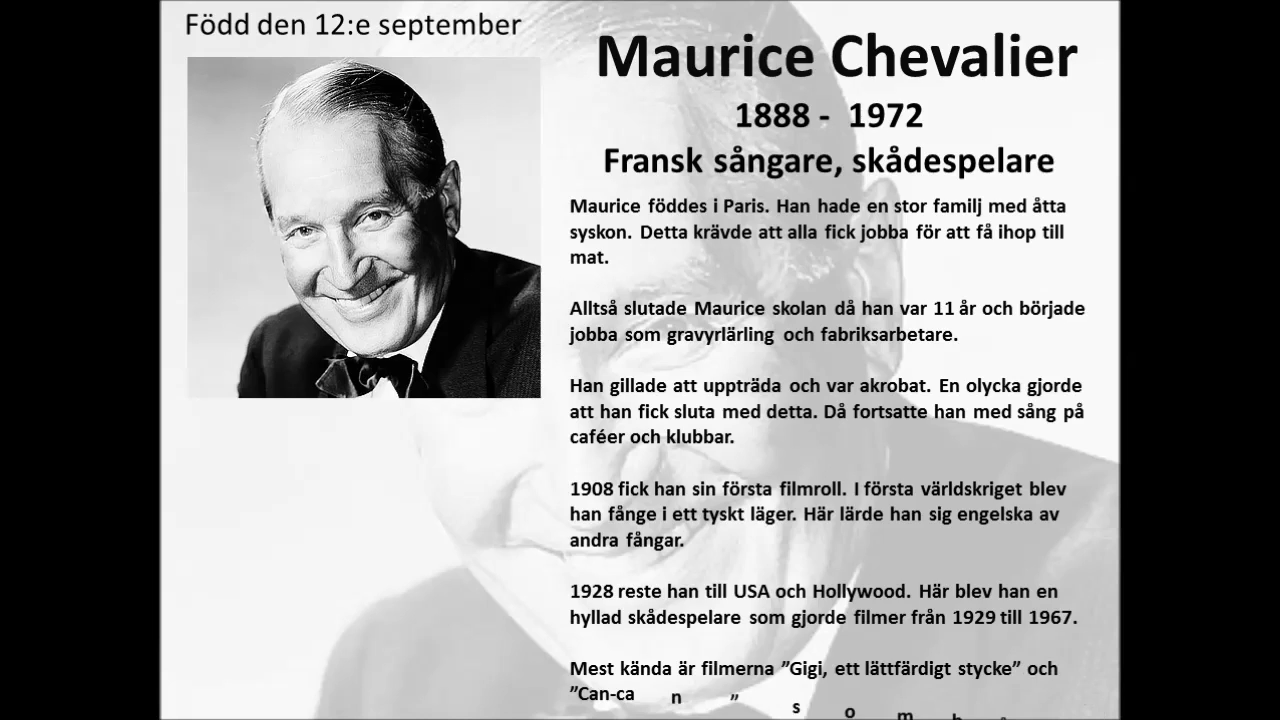 Född den 12:e september
Maurice Chevalier
1888 - 1972
Fransk sångare, skådespelare
Maurice föddes i Paris. Han hade en stor familj med åtta
syskon. Detta krävde att alla fick jobba för att få ihop till
mat.
Alltså slutade Maurice skolan då han var 11 år och började
jobba som gravyrlärling och fabriksarbetare.
Han gillade att uppträda och var akrobat. En olycka gjorde
att han fick sluta med detta. Då fortsatte han med sång på
caféer och klubbar.
1908 fick han sin första filmroll. I första världskriget blev
han fånge i ett tyskt läger. Här lärde han sig engelska av
andra fångar.
1928 reste han till USA och Hollywood. Här blev han en
hyllad skådespelare som gjorde filmer från 1929 till 1967.
Mest kända är filmerna ”Gigi, ett lättfärdigt stycke” och
”Can-can” som